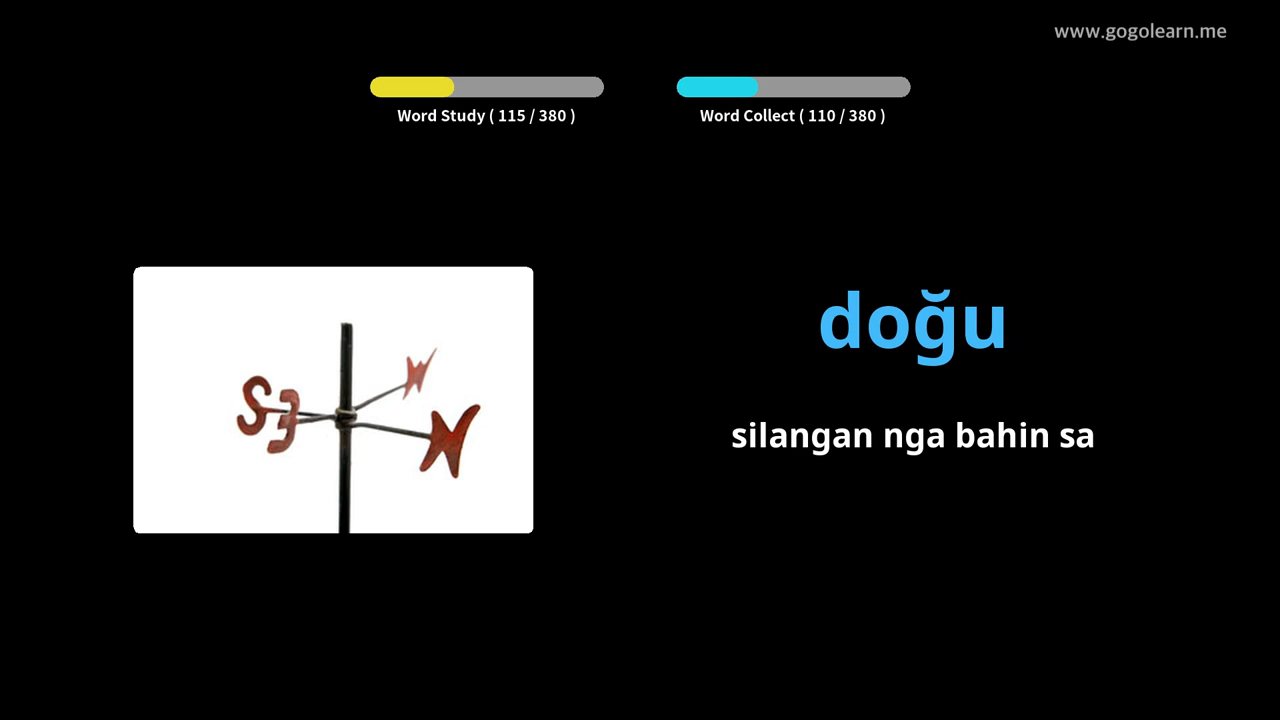 www.gogolearn.me
Word Study ( 115 / 380 )
Word Collect ( 110 / 380 )
doğu
silangan nga bahin sa
S
E
W
N